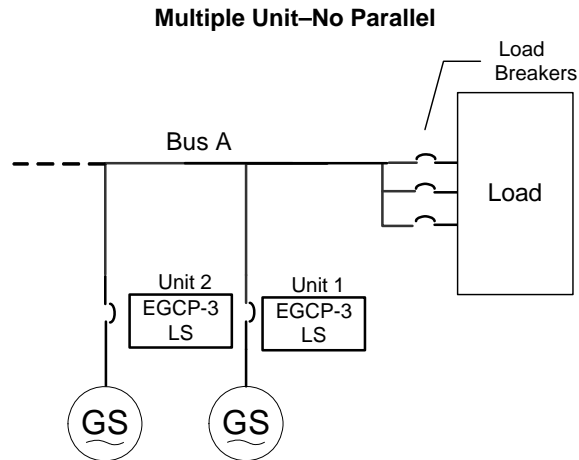 Multiple Unit–No Parallel
Load
Breakers
Bus A
Load
Unit 2
EGCP-3
LS
Unit 1
EGCP-3
LS
GS
GS